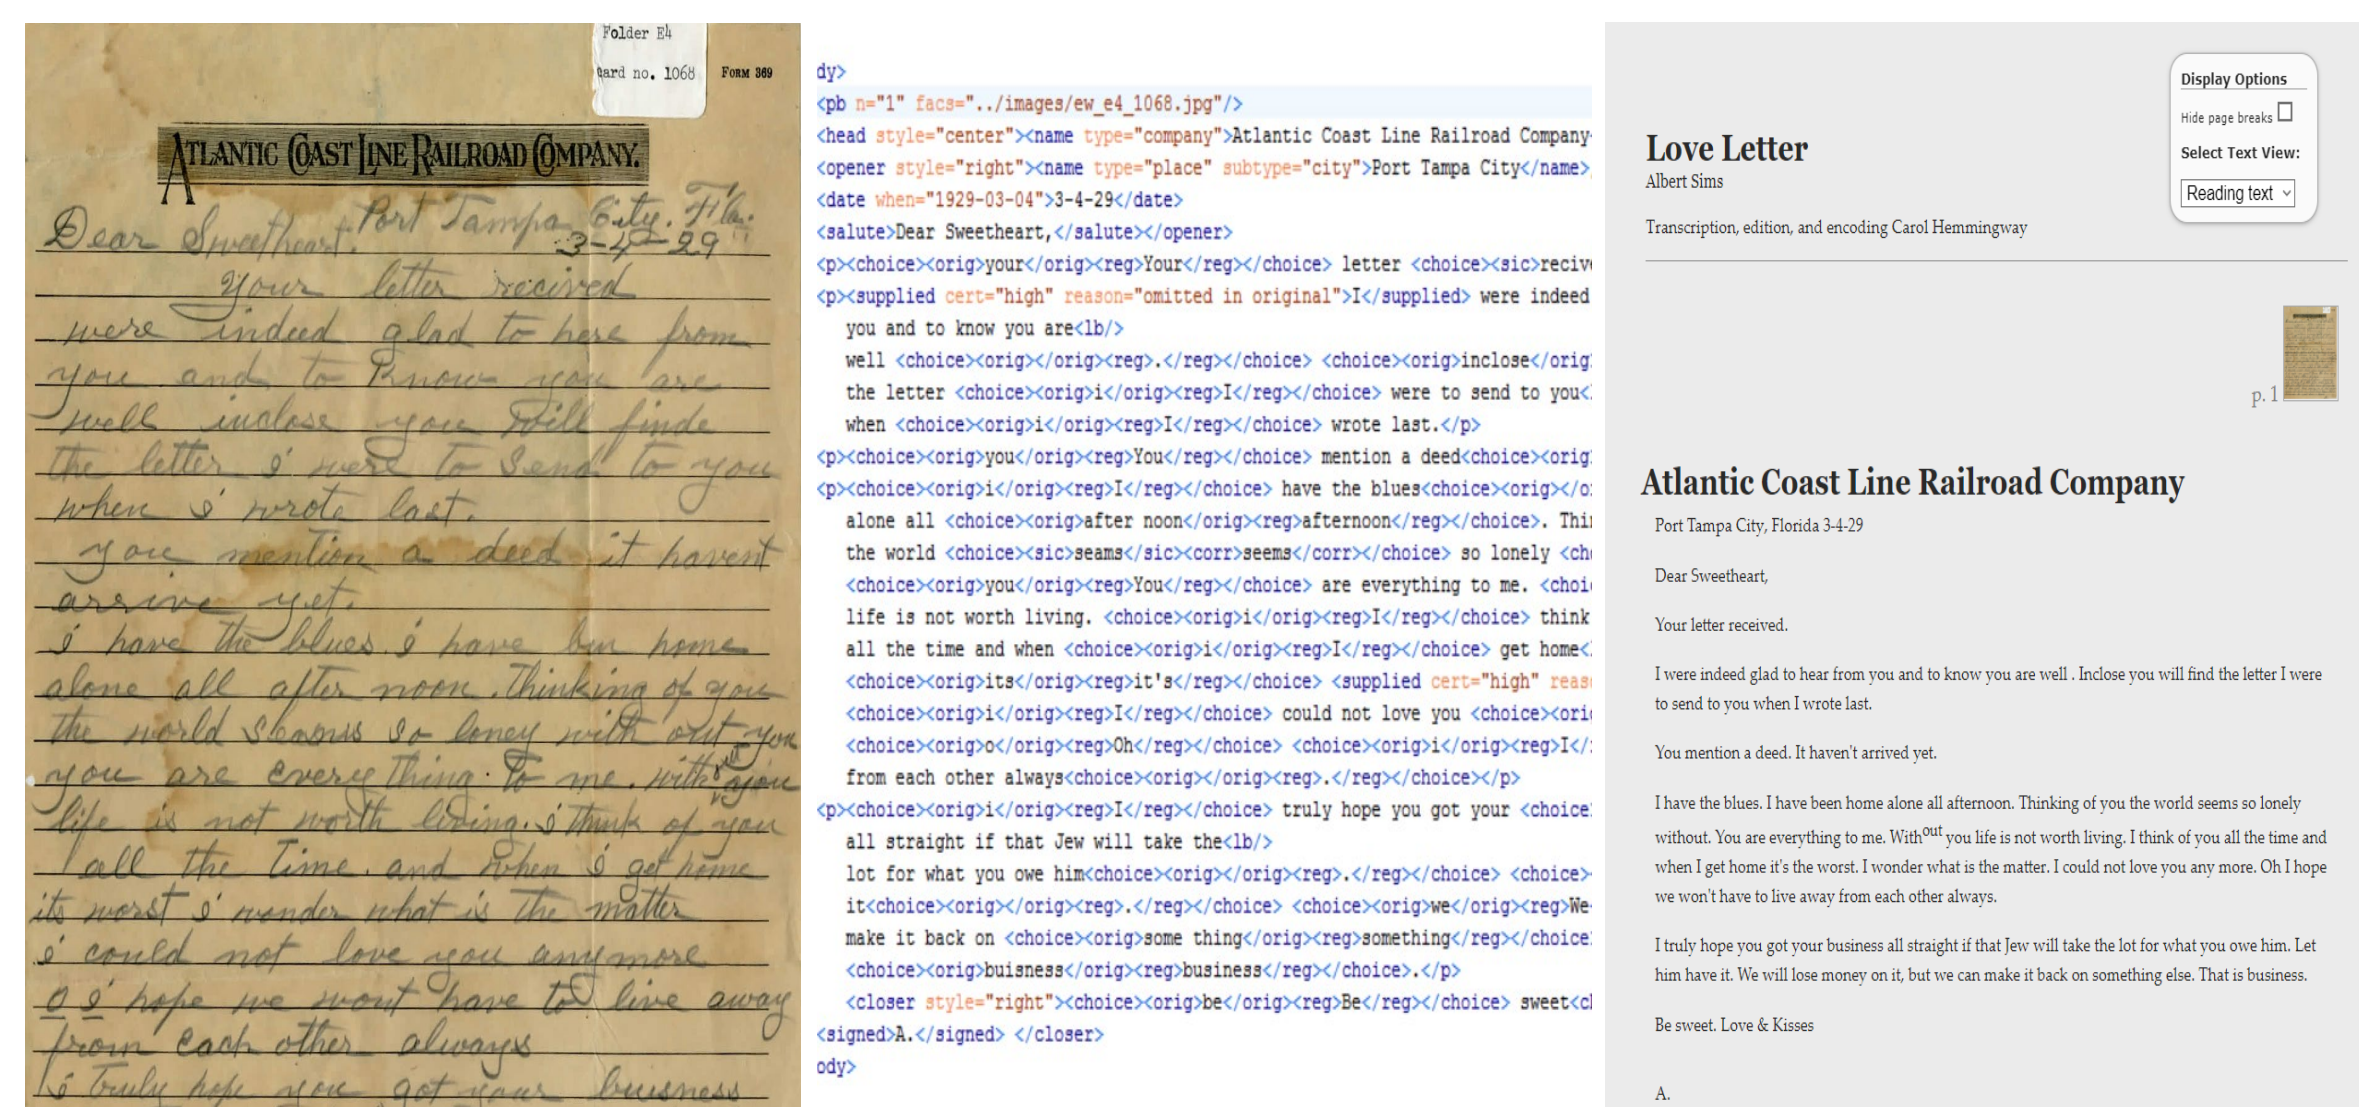 Folder E4
card no. 1068
FORM 369
ATLANTIC COAST LINE RAILROAD COMPANY.
Port Tampa City. Fla.
Dear Sweetheart. 3-4-29
Your letter recived
were indeed glad to here from
you and to Know you are
well inclose you will finde
the letter i were to send to you
when i wrote last.
you mention a deed it havent
arrive yet.
i have the blues. i have bin home
alone all after noon. Thinking of you
the world seams so loney with out you
you are everything to me. without you
life is not worth living. i think of you
all the time. and when i get home
its worst i wonder what is the matter
i could not love you anymore
o i hope we wont have to live away
from each other always
i truly hope you got your buisness
dy>
<pb n="1" facs="../images/ew_e4_1068.jpg"/>
<head style="center"><name type="company">Atlantic Coast Line Railroad Company
<opener style="right"><name type="place" subtype="city">Port Tampa City</name>
<date when="1929-03-04">3-4-29</date>
<salute>Dear Sweetheart,</salute></opener>
<p><choice><orig>your</orig><reg>Your</reg></choice> letter <choice><sic>recive
<p><supplied cert="high" reason="omitted in original">I</supplied> were indeed
you and to know you are<lb/>
well <choice><orig></orig><reg>.</reg></choice> <choice><orig>inclose</orig
the letter <choice><orig>i</orig><reg>I</reg></choice> were to send to you<
when <choice><orig>i</orig><reg>I</reg></choice> wrote last.</p>
<p><choice><orig>you</orig><reg>You</reg></choice> mention a deed<choice><orig
<p><choice><orig>i</orig><reg>I</reg></choice> have the blues<choice><orig></o
alone all <choice><orig>after noon</orig><reg>afternoon</reg></choice>. Thi
the world <choice><sic>seams</sic><corr>seems</corr></choice> so lonely <ch
<choice><orig>you</orig><reg>You</reg></choice> are everything to me. <choi
life is not worth living. <choice><orig>i</orig><reg>I</reg></choice> think
all the time and when <choice><orig>i</orig><reg>I</reg></choice> get home<
<choice><orig>its</orig><reg>it's</reg></choice> <supplied cert="high" reas
<choice><orig>i</orig><reg>I</reg></choice> could not love you <choice><ori
<choice><orig>o</orig><reg>Oh</reg></choice> <choice><orig>i</orig><reg>I</
from each other always<choice><orig></orig><reg>.</reg></choice></p>
<p><choice><orig>i</orig><reg>I</reg></choice> truly hope you got your <choice
all straight if that Jew will take the<lb/>
lot for what you owe him<choice><orig></orig><reg>.</reg></choice> <choice>
it<choice><orig></orig><reg>.</reg></choice> <choice><orig>we</orig><reg>We
make it back on <choice><orig>some thing</orig><reg>something</reg></choice
<choice><orig>buisness</orig><reg>business</reg></choice>.</p>
<closer style="right"><choice><orig>be</orig><reg>Be</reg></choice> sweet<c
<signed>A.</signed> </closer>
ody>
Display Options
Hide page breaks
Select Text View:
Reading text
Love Letter
Albert Sims
Transcription, edition, and encoding Carol Hemmingway
p. 1
Atlantic Coast Line Railroad Company
Port Tampa City, Florida 3-4-29
Dear Sweetheart,
Your letter received.
I were indeed glad to hear from you and to know you are well . Inclose you will find the letter I were
to send to you when I wrote last.
You mention a deed. It haven't arrived yet.
I have the blues. I have been home alone all afternoon. Thinking of you the world seems so lonely
without. You are everything to me. Without you life is not worth living. I think of you all the time and
when I get home it's the worst. I wonder what is the matter. I could not love you any more. Oh I hope
we won't have to live away from each other always.
I truly hope you got your business all straight if that Jew will take the lot for what you owe him. Let
him have it. We will lose money on it, but we can make it back on something else. That is business.
Be sweet. Love & Kisses
A.